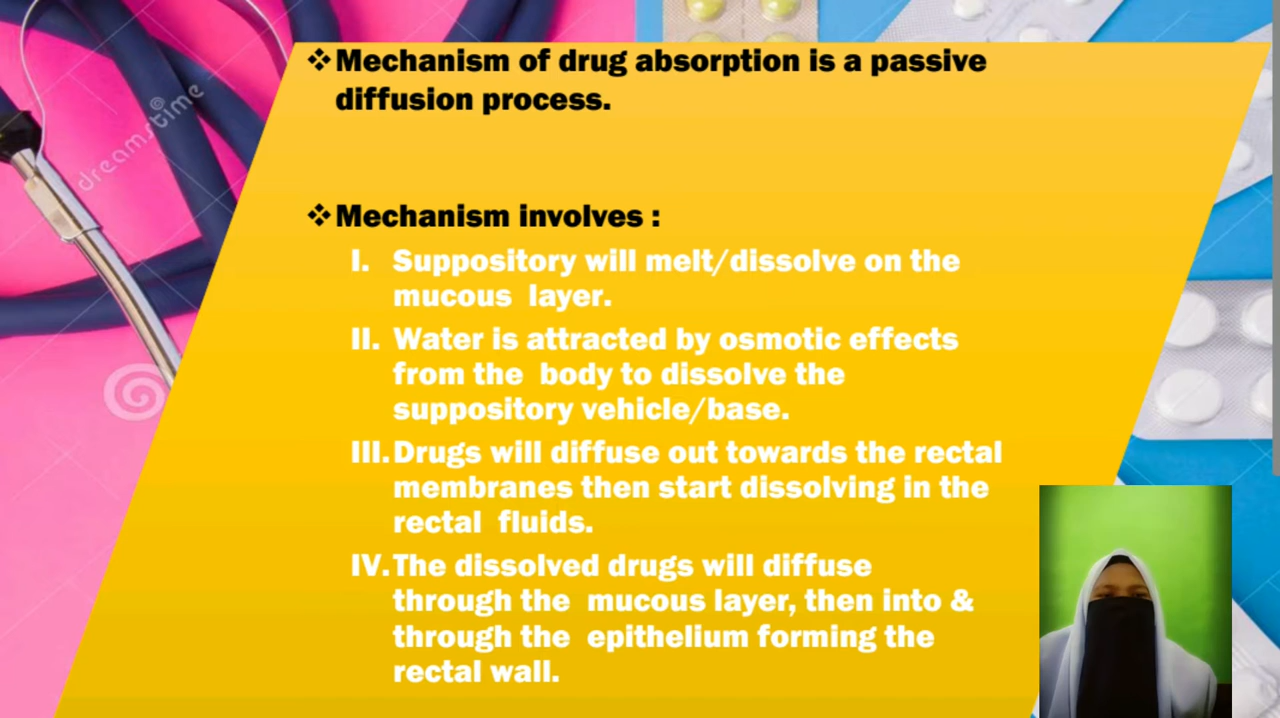 ❖Mechanism of drug absorption is a passive
diffusion process.
❖Mechanism involves :
I. Suppository will melt/dissolve on the
mucous layer.
II. Water is attracted by osmotic effects
from the body to dissolve the
suppository vehicle/base.
III. Drugs will diffuse out towards the rectal
membranes then start dissolving in the
rectal fluids.
IV. The dissolved drugs will diffuse
through the mucous layer, then into &
through the epithelium forming the
rectal wall.
dreamstime